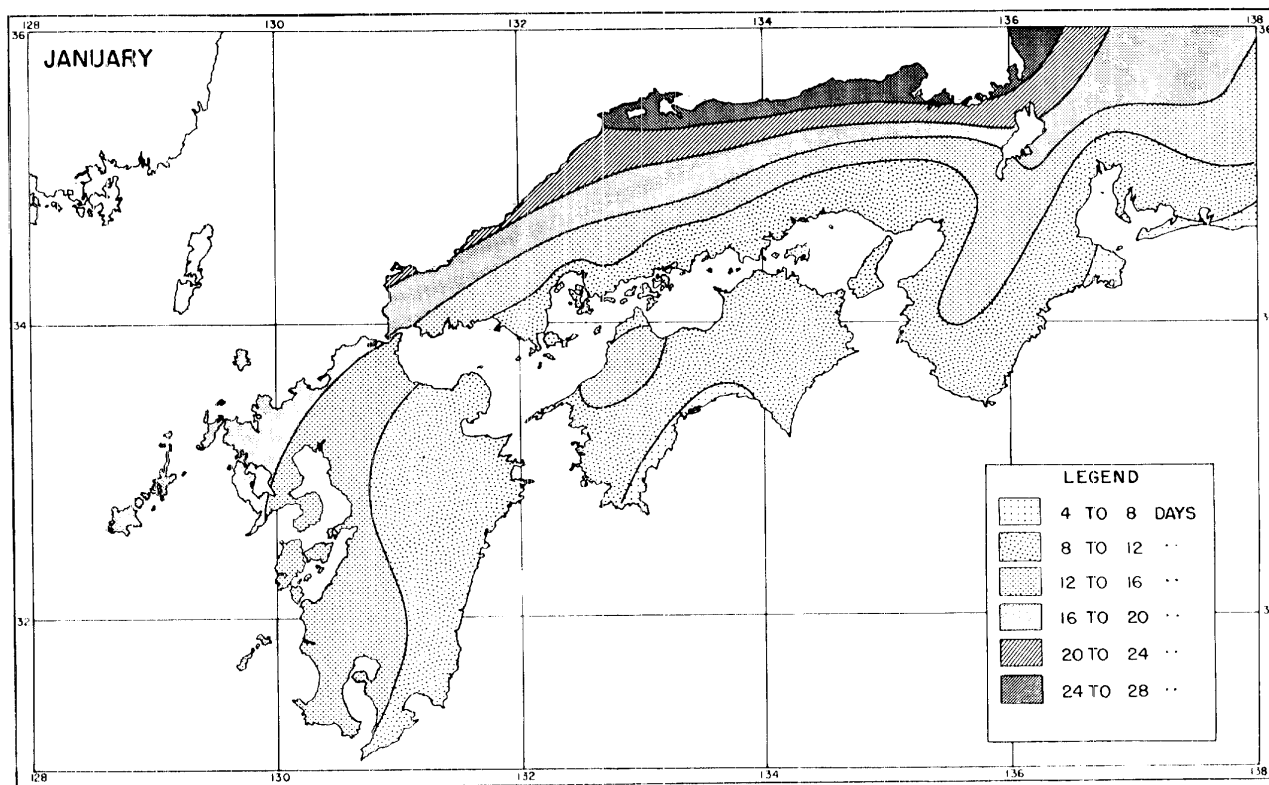 128 130 132 134 136 138
36 36
JANUARY
34
32
LEGEND
4 TO 8 DAYS
8 TO 12 ··
12 TO 16 ··
16 TO 20 ··
20 TO 24 ··
24 TO 28 ··
128 130 132 134 136 138